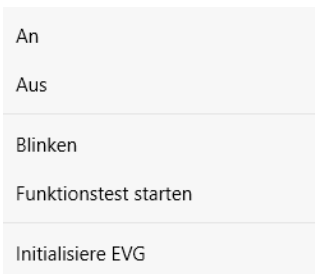 An
Aus
Blinken
Funktionstest starten
Initialisiere EVG